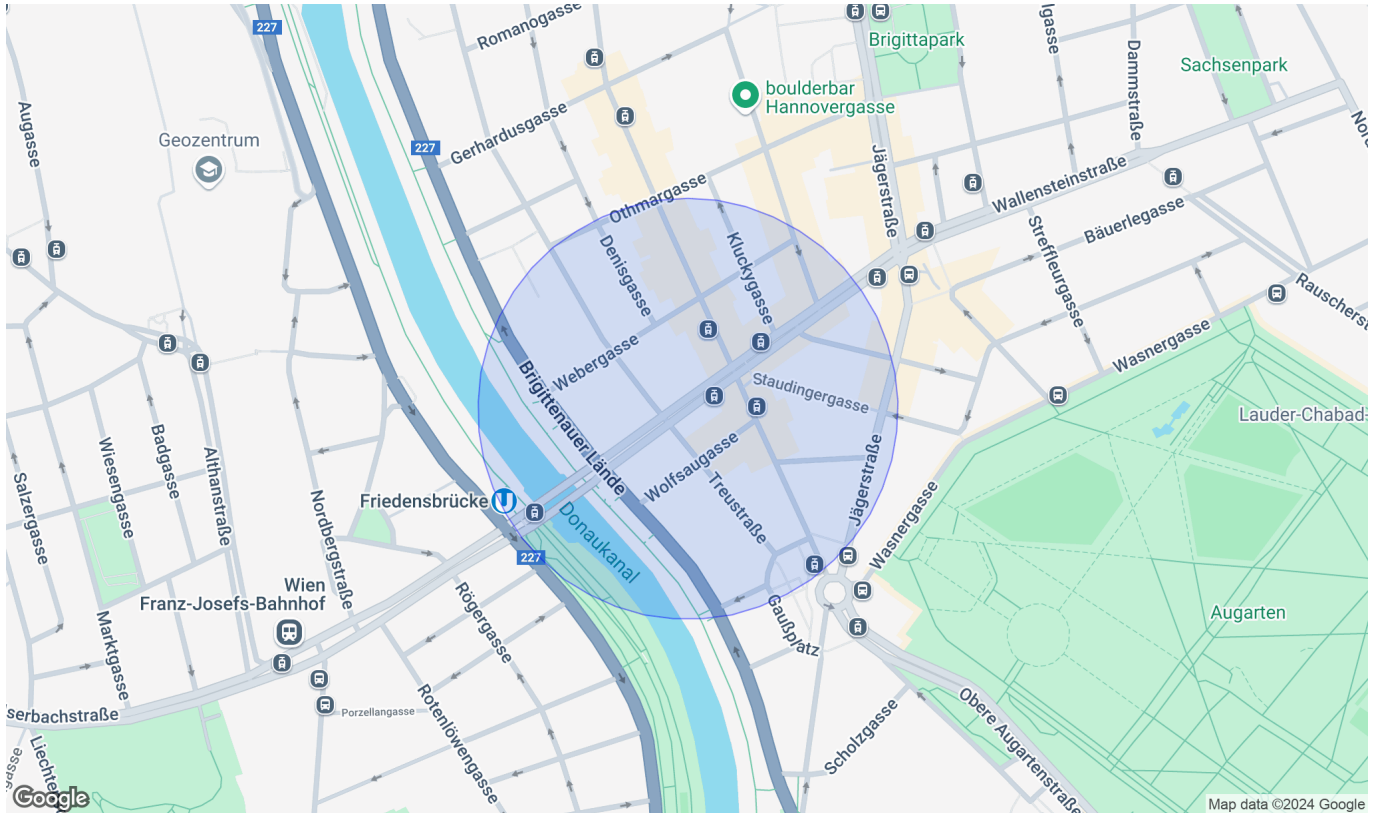 227
Romanogasse
Brigittapark
Dammstraße
Sachsenpark
boulderbar
Hannovergasse
Augasse
Geozentrum
227
Gerhardusgasse
Jägerstraße
Wallensteinstraße
Othmargasse
Denisgasse
Kluckygasse
Streffleurgasse
Bäuerlegasse
Webergasse
Brigittenauer Lände
Staudingergasse
Wasnergasse
Lauder-Chabad-
Wiesengasse
Badgasse
Althanstraße
Salzergasse
Nordbergstraße
Friedensbrücke
Wolfsaugasse
Treustraße
Jägerstraße
Wasnergasse
Donaukanal
227
Wien
Franz-Josefs-Bahnhof
Rögergasse
Gaußplatz
Augarten
Marktgasse
serbachstraße
Porzellangasse
Rotenlöwengasse
Scholzgasse
Obere Augartenstraße
Google
Map data ©2024 Google